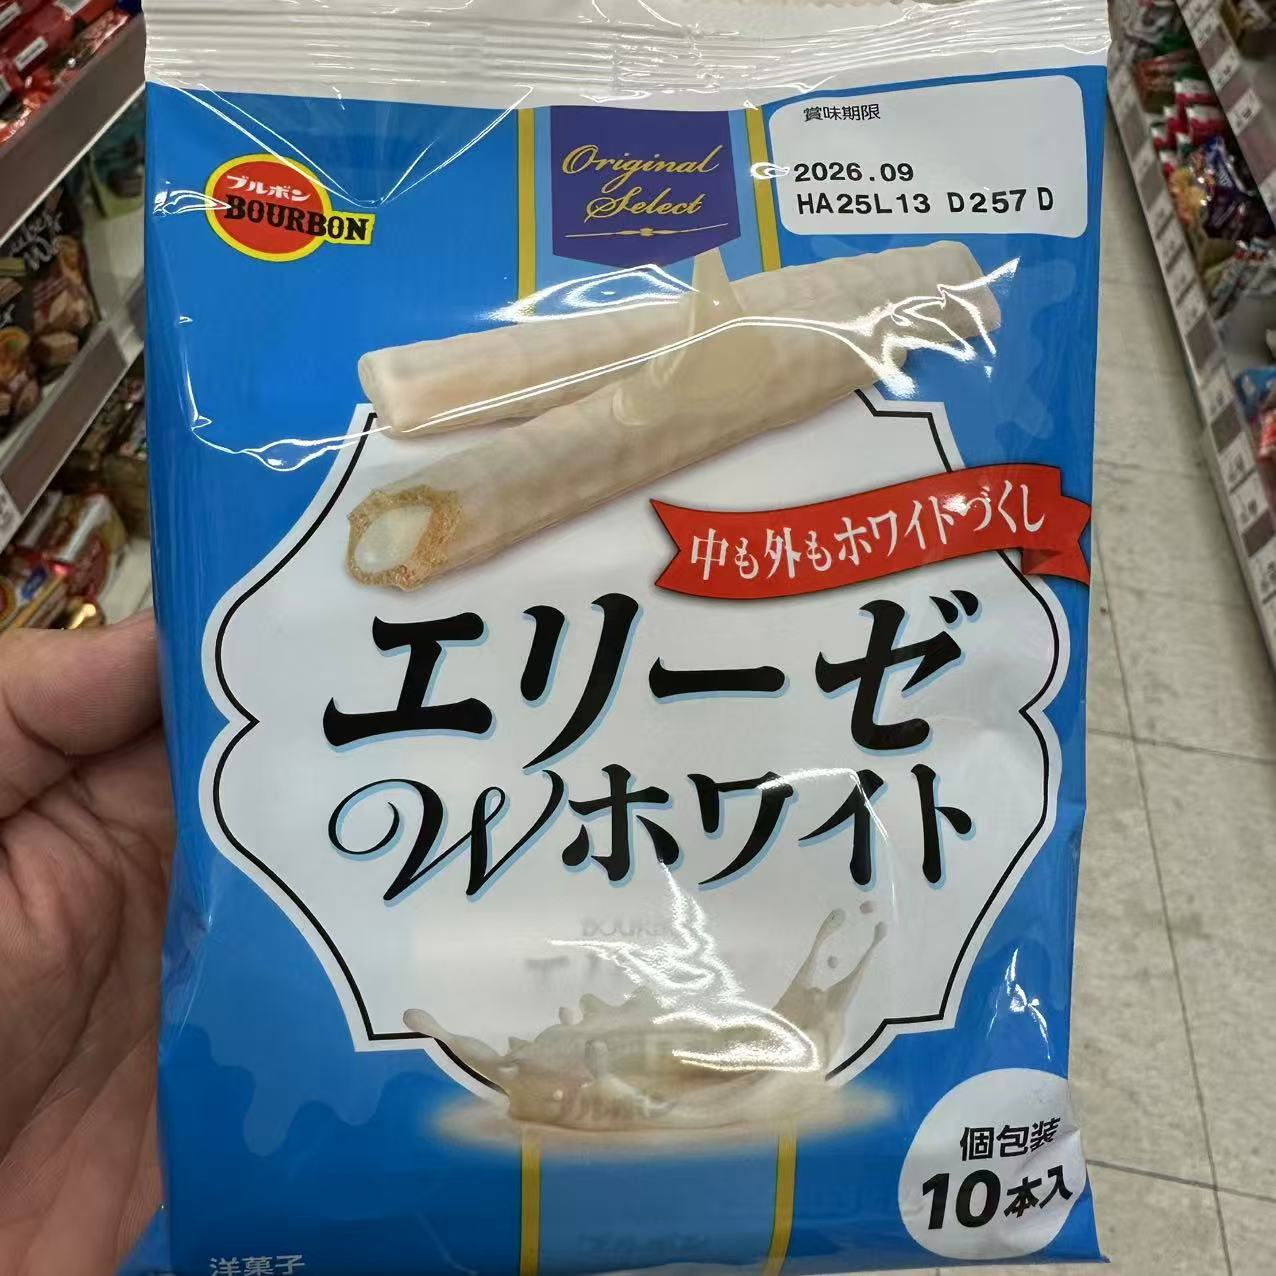 賞味期限
2026.09
HA25L13 D257 D
ブルボン
BOURBON
Original
Select
中も外もホワイトづくし
エリーゼ
Wホワイト
個包装
10本入
洋菓子